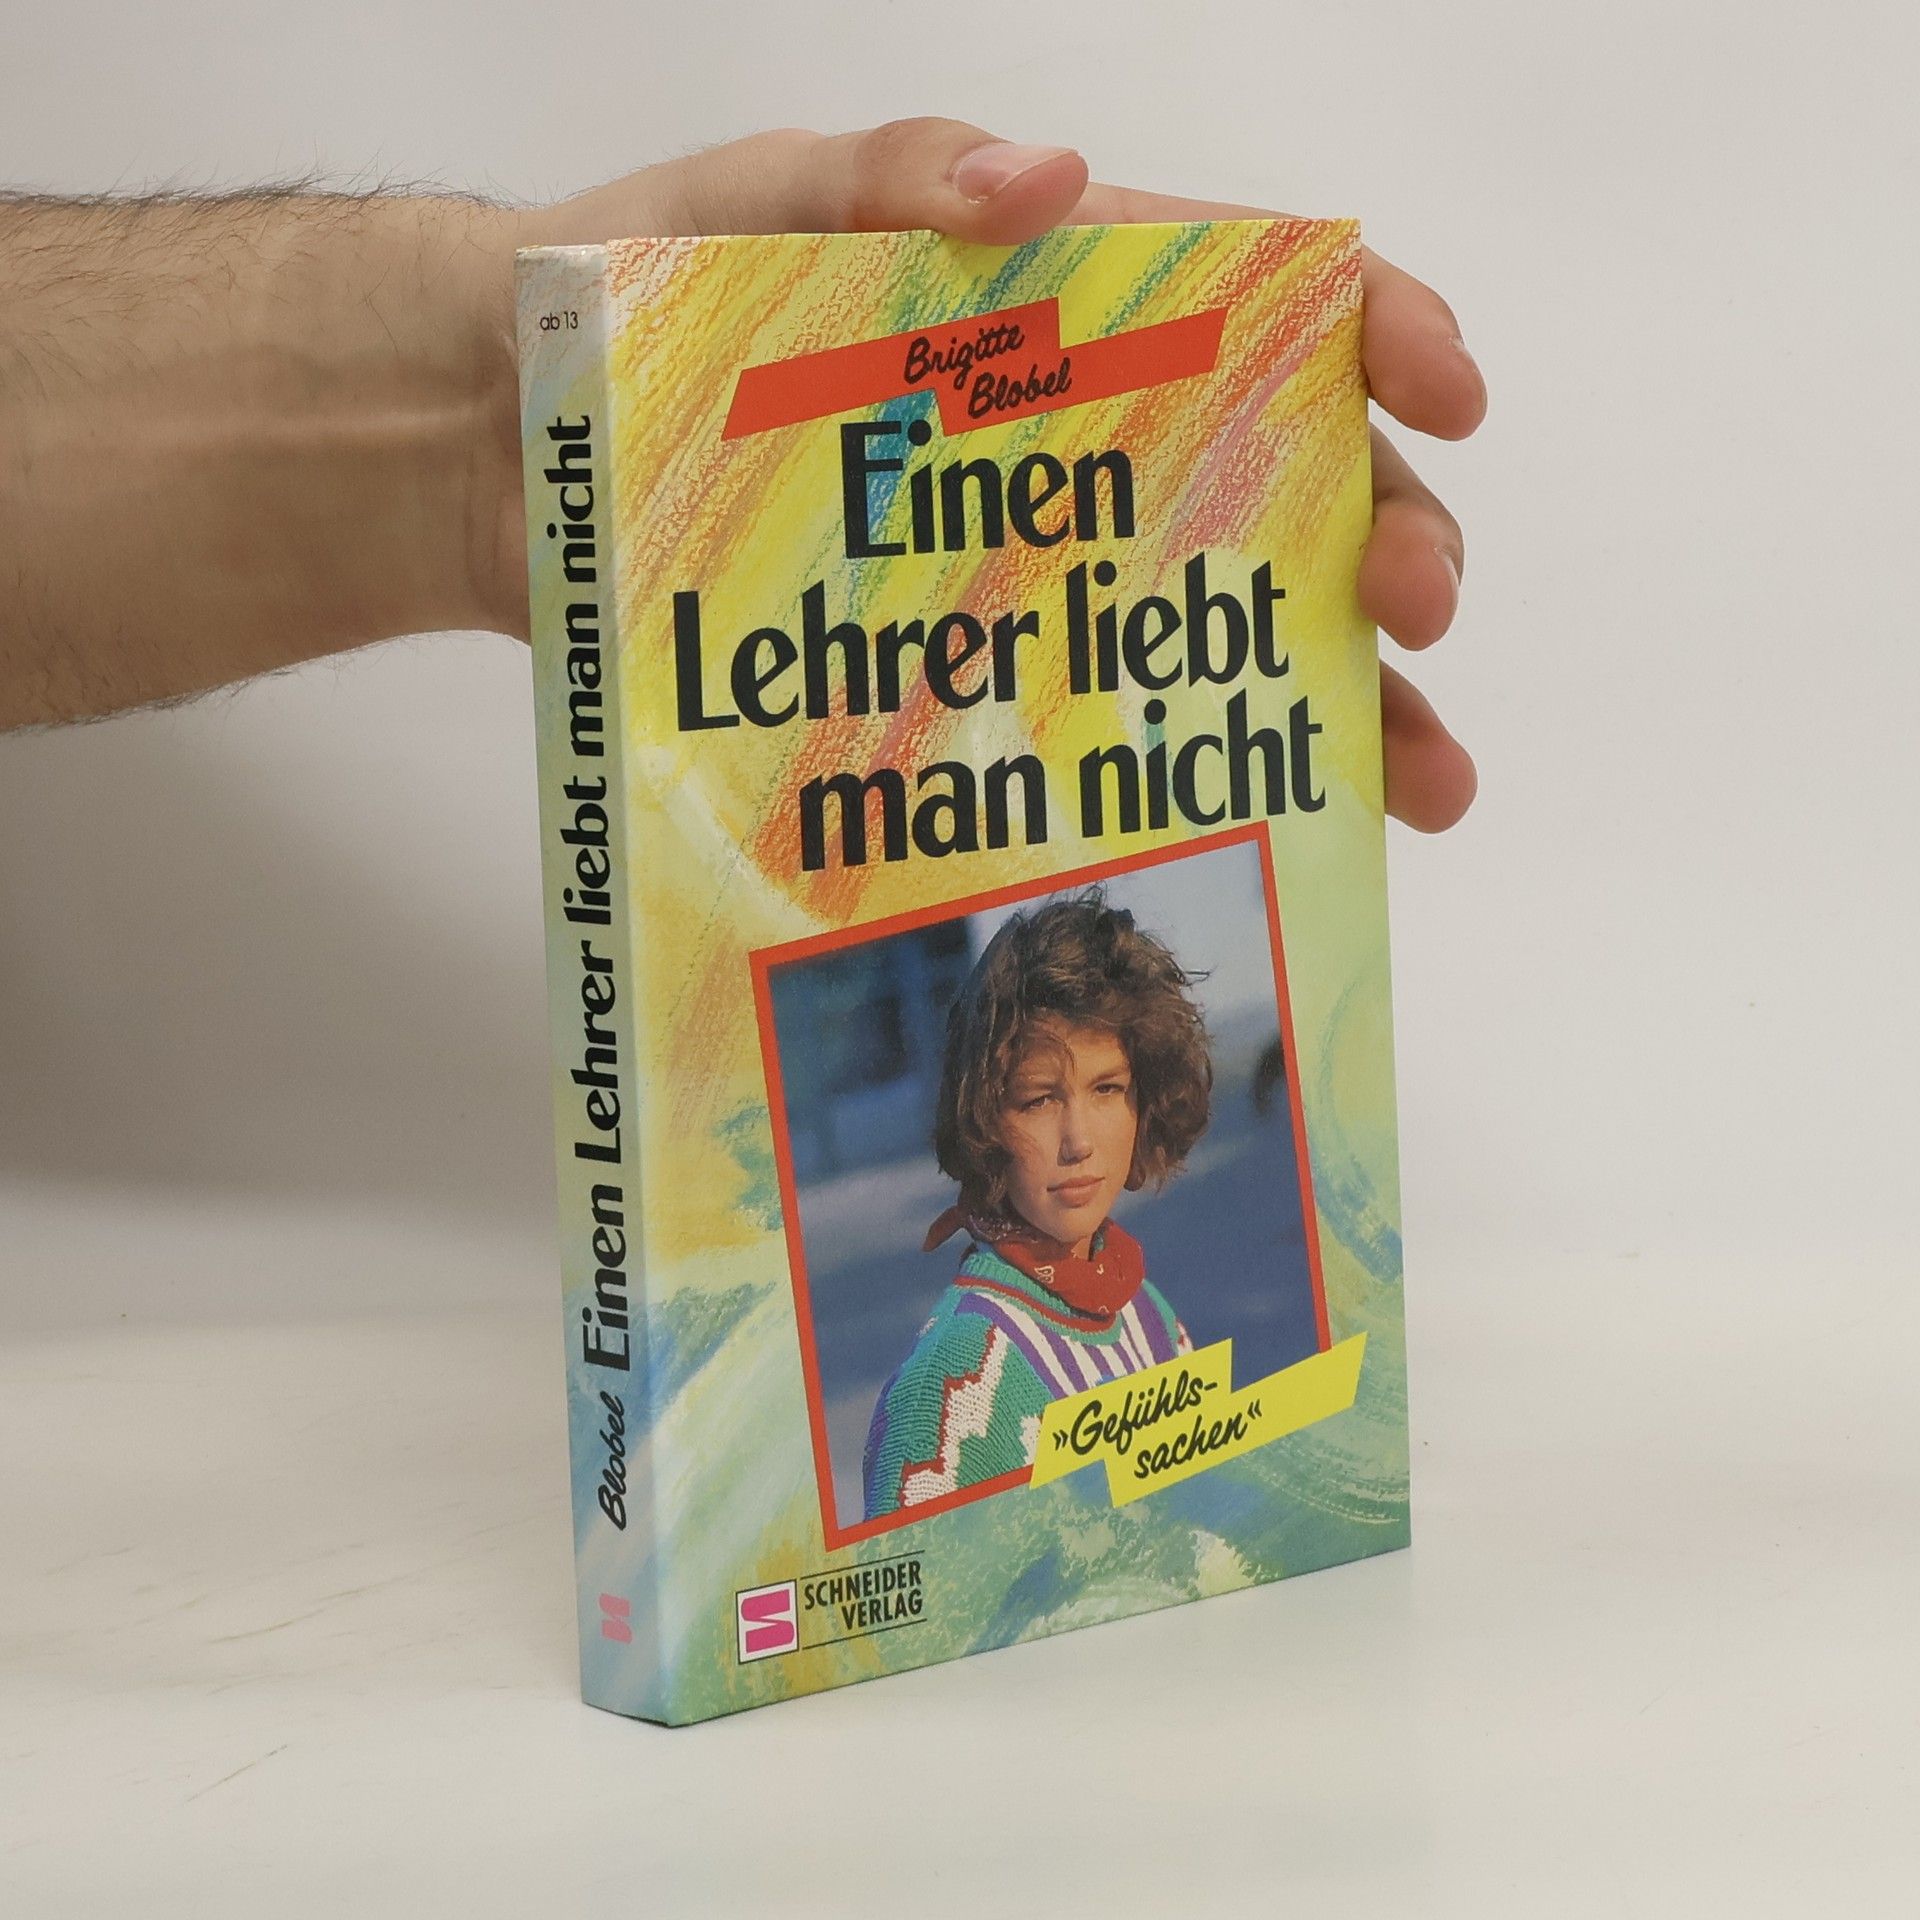 ab 13
Blobel Einen Lehrer liebt man nicht
Brigitte
Blobel
Einen
Lehrer liebt
man nicht
»Gefühls-
sachen«
SCHNEIDER
VERLAG